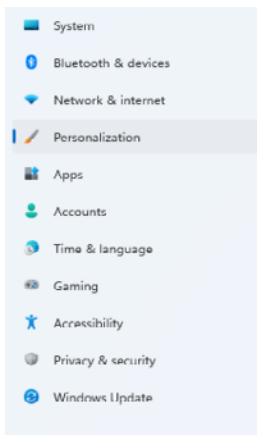 System
Bluetooth & devices
Network & internet
Personalization
Apps
Accounts
Time & language
Gaming
Accessibility
Privacy & security
Windows Update